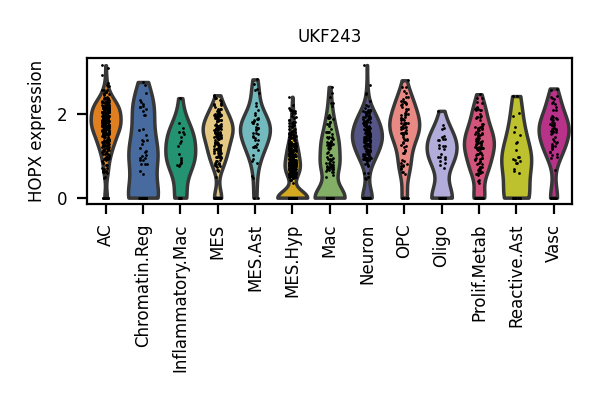 UKF243
HOPX expression
2
0
AC
Chromatin.Reg
Inflammatory.Mac
MES
MES.Ast
MES.Hyp
Mac
Neuron
OPC
Oligo
Prolif.Metab
Reactive.Ast
Vasc